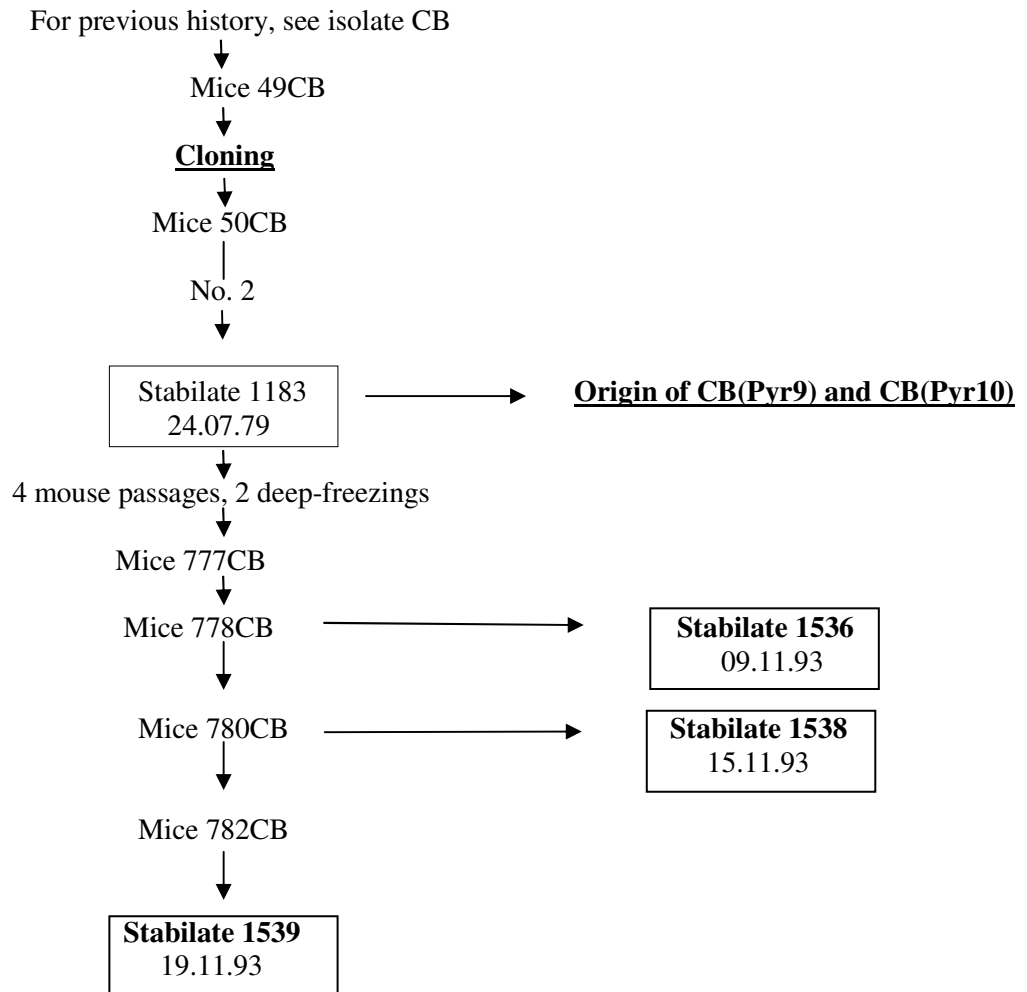 For previous history, see isolate CB
Mice 49CB
Cloning
Mice 50CB
No. 2
Stabilate 1183
24.07.79
Origin of CB(Pyr9) and CB(Pyr10)
4 mouse passages, 2 deep-freezings
Mice 777CB
Mice 778CB
Stabilate 1536
09.11.93
Mice 780CB
Stabilate 1538
15.11.93
Mice 782CB
Stabilate 1539
19.11.93